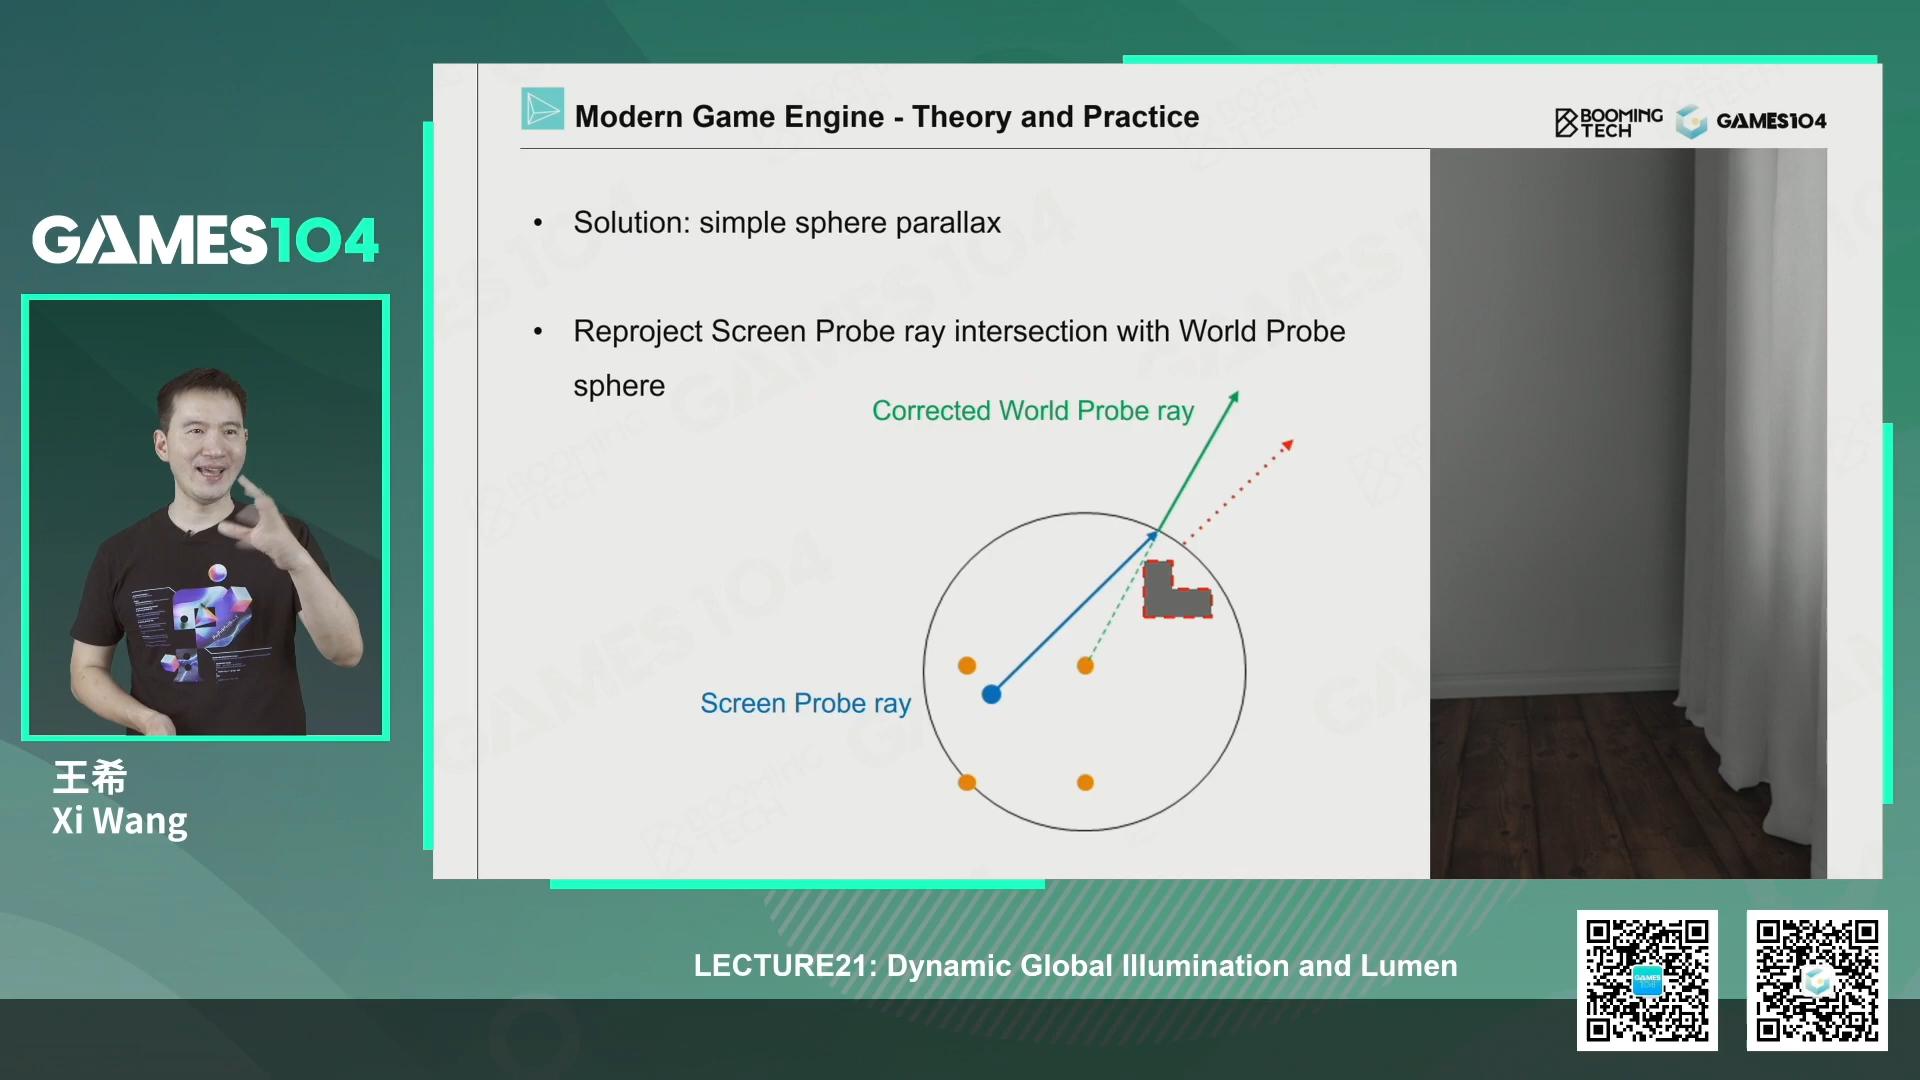 Modern Game Engine - Theory and Practice
BOOMING
TECH
GAMES104
• Solution: simple sphere parallax
• Reproject Screen Probe ray intersection with World Probe
sphere
Corrected World Probe ray
Screen Probe ray
GAMES104
王希
Xi Wang
LECTURE21: Dynamic Global Illumination and Lumen